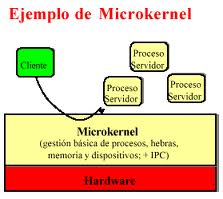 Ejemplo de Microkernel
Cliente
Proceso
Servidor
Proceso
Servidor
Proceso
Servidor
Microkernel
(gestión básica de procesos, hebras,
memoria y dispositivos; + IPC)
Hardware